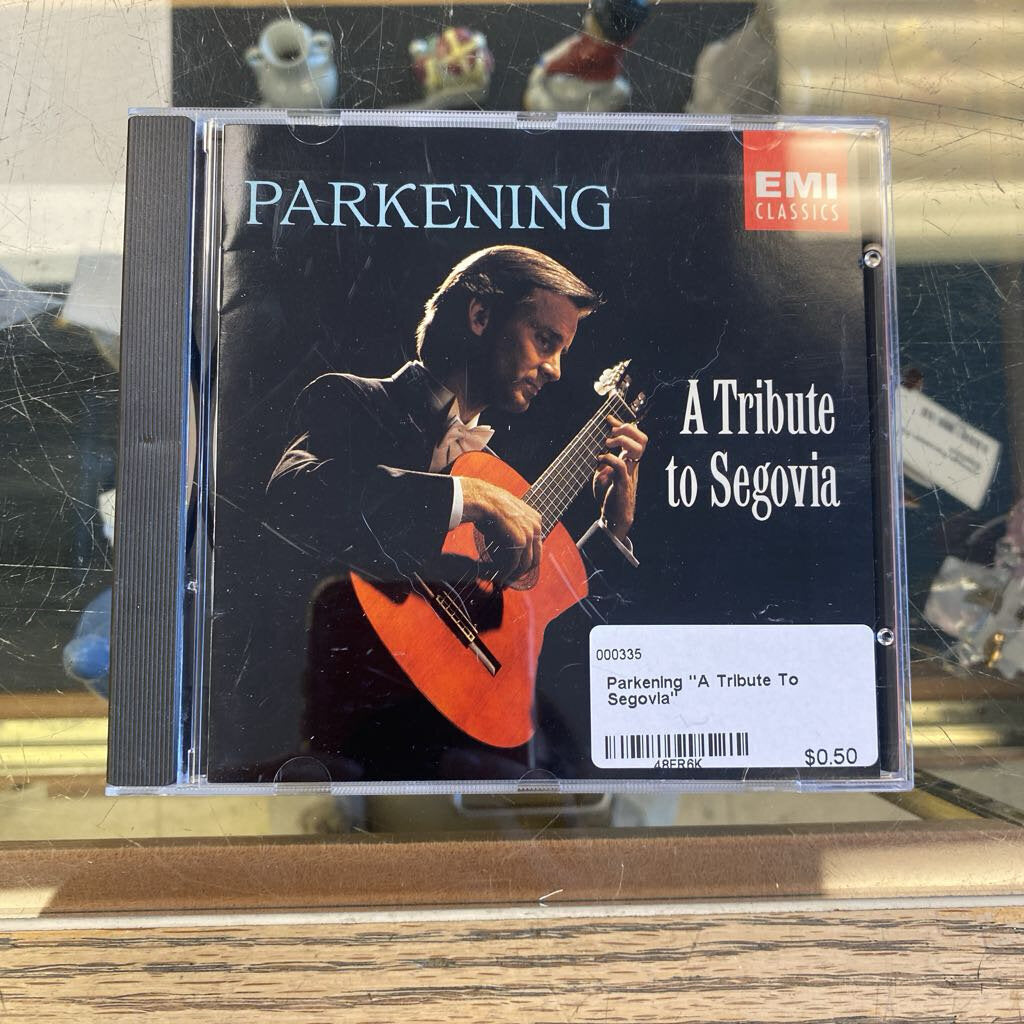 PARKENING
EMI
CLASSICS
A Tribute
to Segovia
000335
Parkening "A Tribute To
Segovia"
48FR6K
$0.50